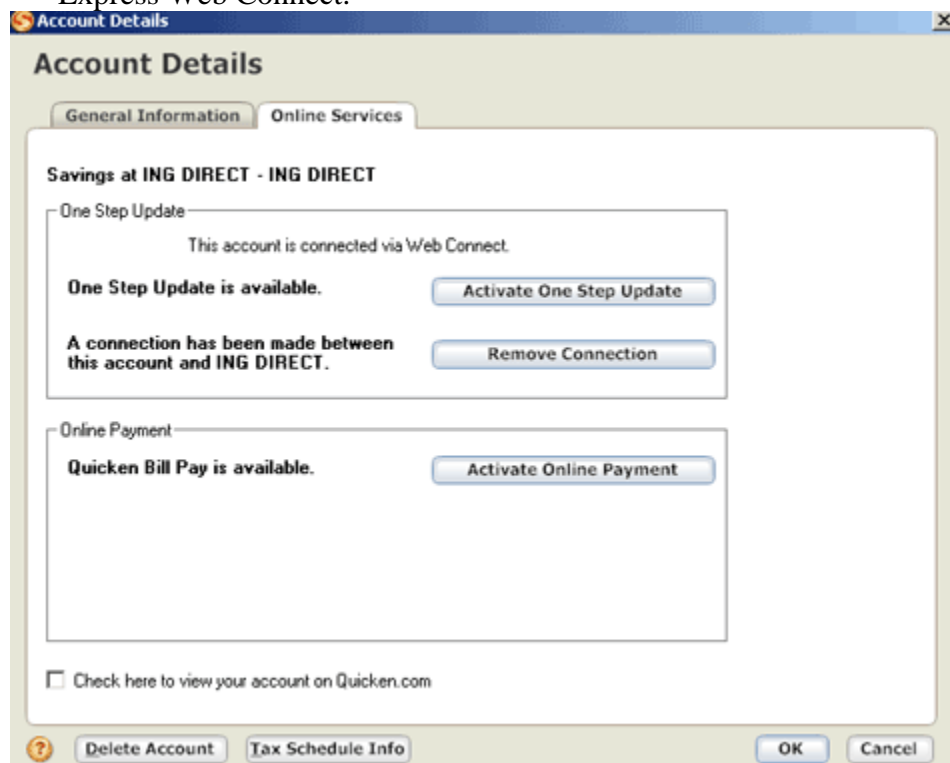 Express Web Connect.
Account Details
Account Details
General Information Online Services
Savings at ING DIRECT - ING DIRECT
One Step Update
This account is connected via Web Connect.
One Step Update is available. Activate One Step Update
A connection has been made between
this account and ING DIRECT. Remove Connection
Online Payment
Quicken Bill Pay is available. Activate Online Payment
Check here to view your account on Quicken.com
Delete Account Tax Schedule Info OK Cancel